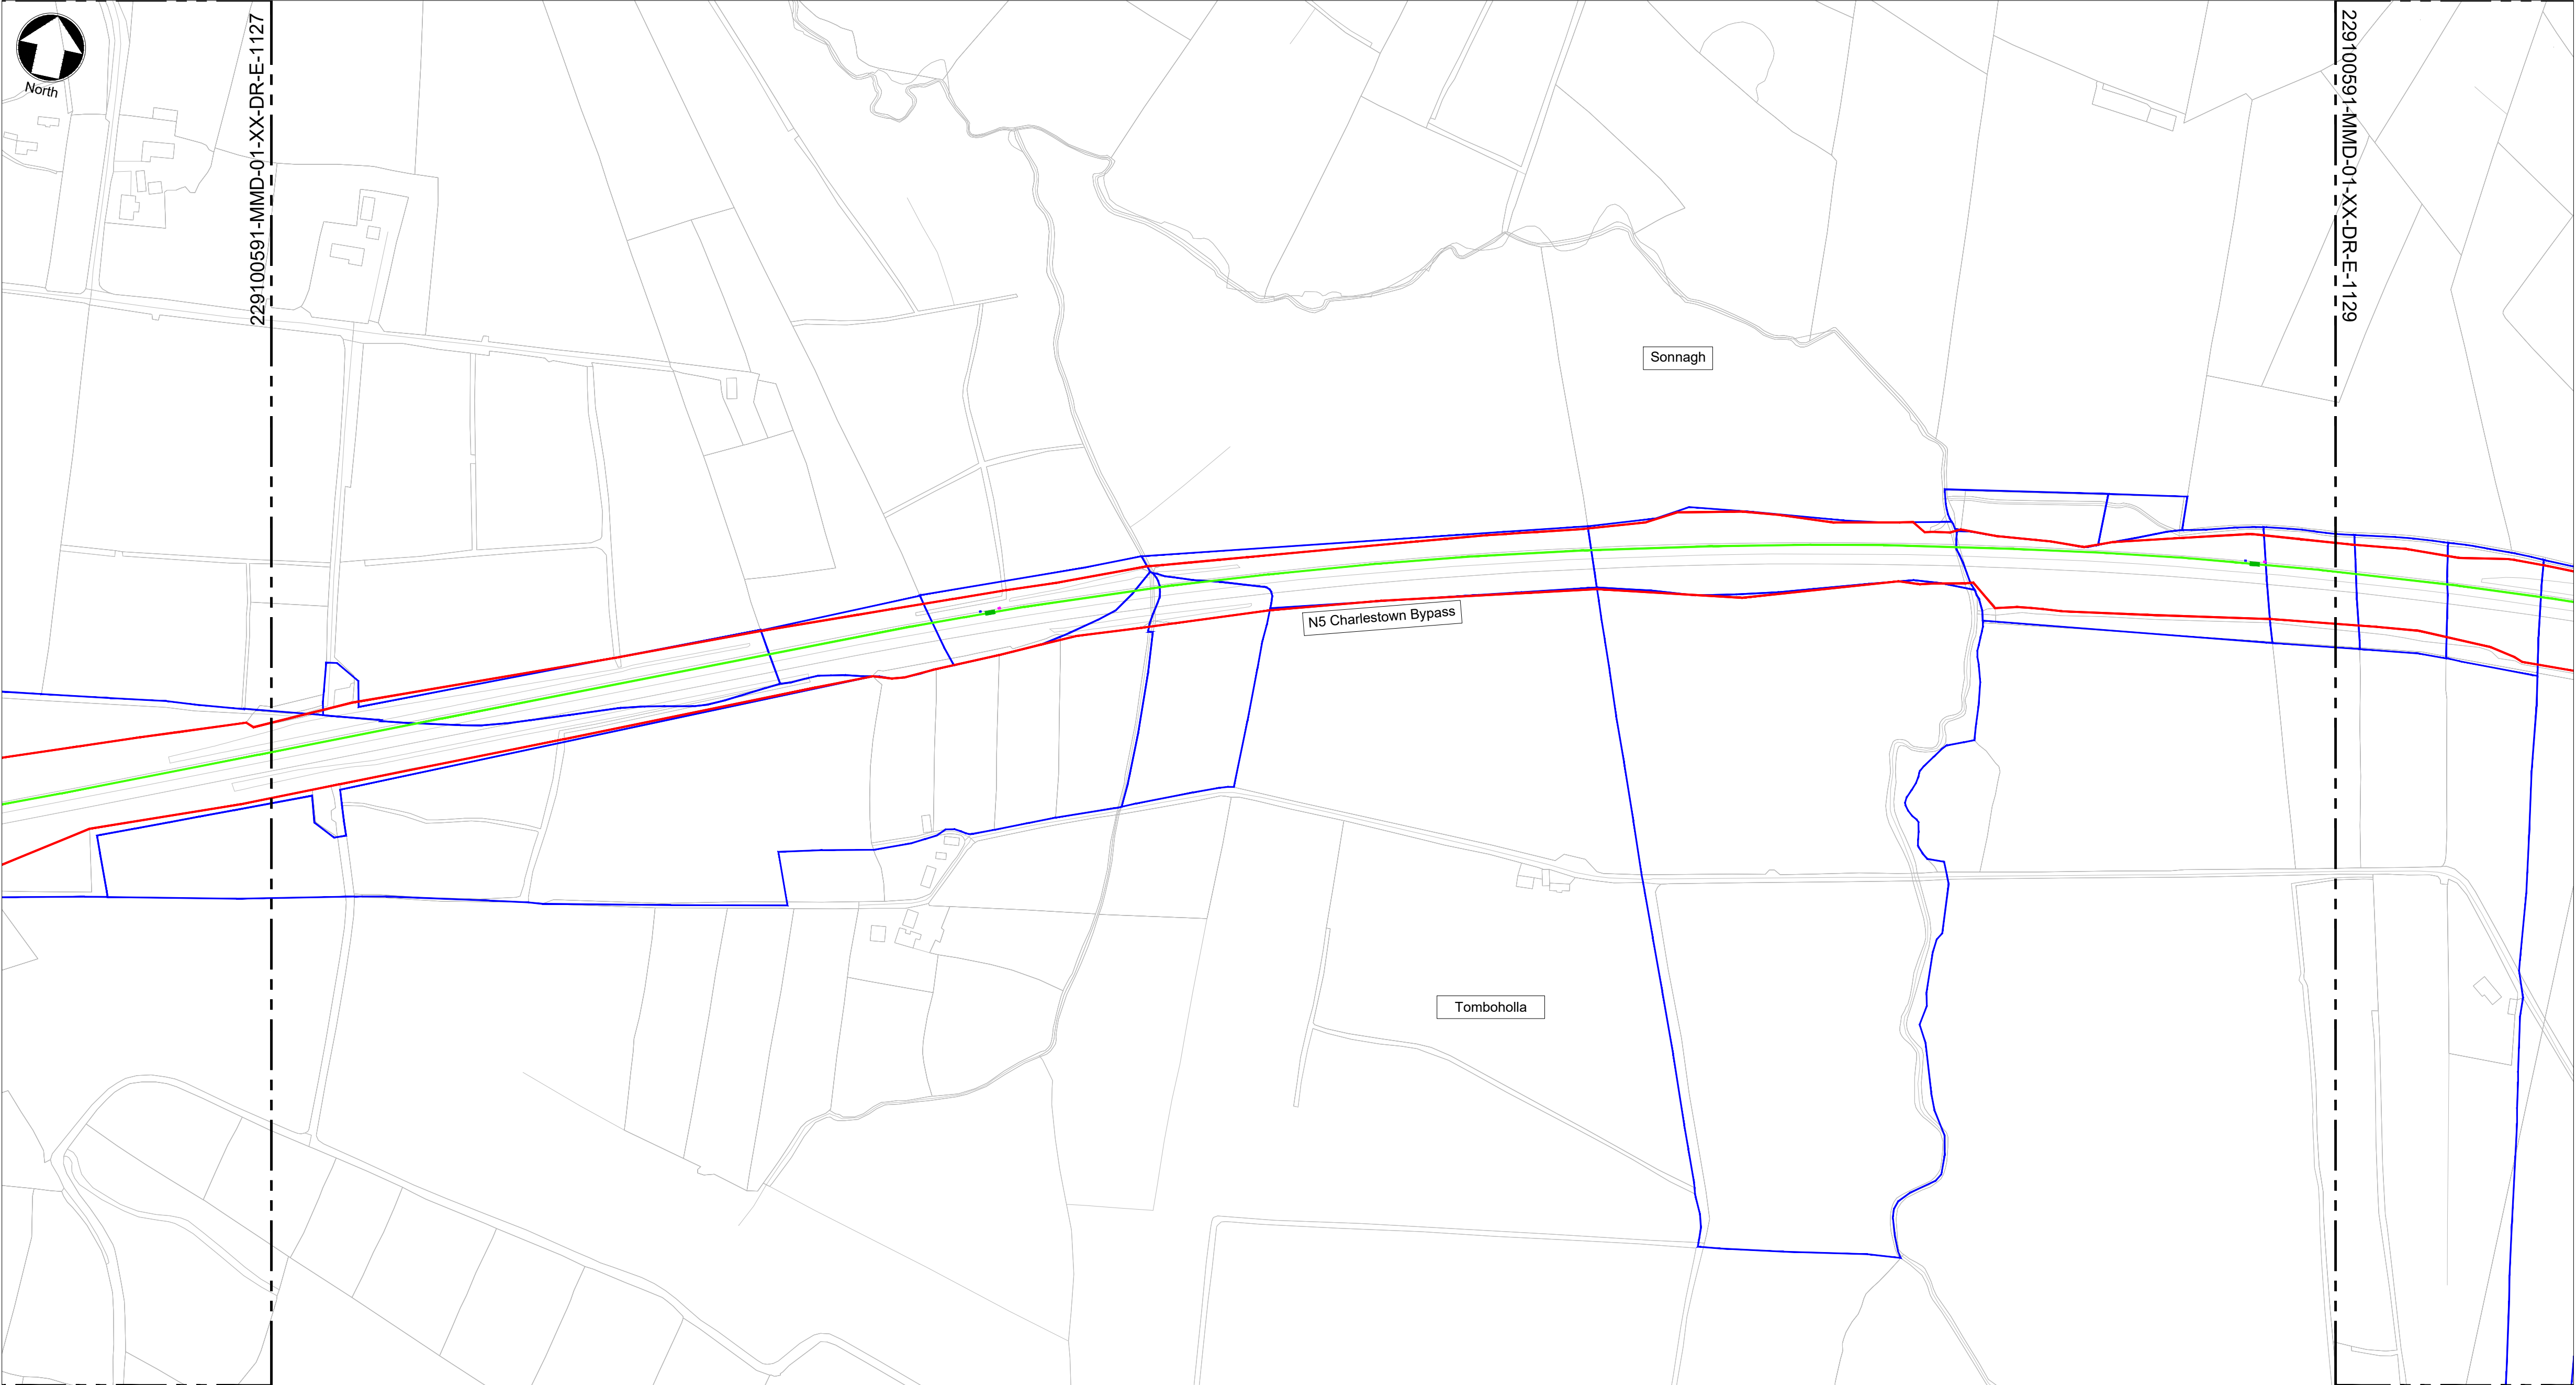 North
229100591-MMD-01-XX-DR-E-1127
229100591-MMD-01-XX-DR-E-1129
Sonnagh
N5 Charlestown Bypass
Tomboholla